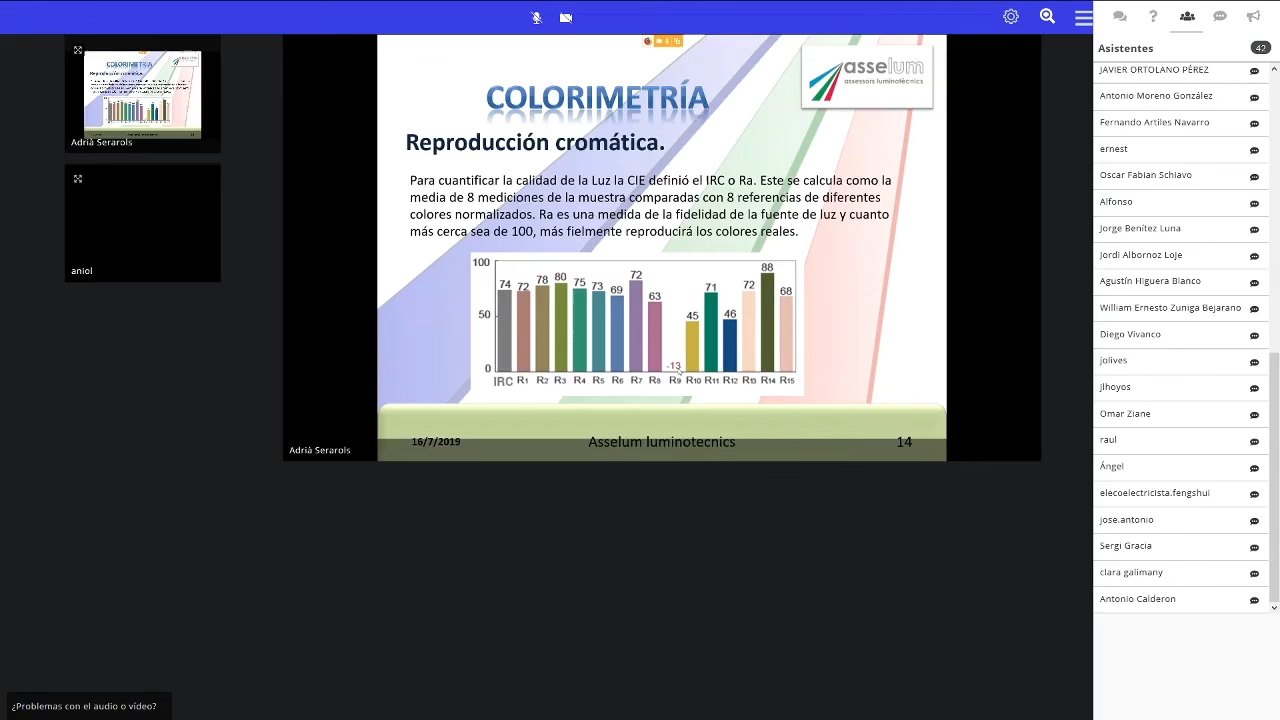 COLORIMETRÍA
Adrià Serarols
aniol
asselum
assessors luminotècnics
COLORIMETRÍA
Reproducción cromática.
Para cuantificar la calidad de la Luz la CIE definió el IRC o Ra. Este se calcula como la
media de 8 mediciones de la muestra comparadas con 8 referencias de diferentes
colores normalizados. Ra es una medida de la fidelidad de la fuente de luz y cuanto
más cerca sea de 100, más fielmente reproducirá los colores reales.
100
50
0
74 72 78 80 75 73 69 72 63 -13 45 71 46 72 88 68
IRC R1 R2 R3 R4 R5 R6 R7 R8 R9 R10 R11 R12 R13 R14 R15
16/7/2019 Asselum luminotecnics 14
Adrià Serarols
Asistentes 42
JAVIER ORTOLANO PÉREZ
Antonio Moreno González
Fernando Artiles Navarro
ernest
Oscar Fabian Schiavo
Alfonso
Jorge Benítez Luna
Jordi Albornoz Loje
Agustín Higuera Blanco
William Ernesto Zuniga Bejarano
Diego Vivanco
jolives
Jlhoyos
Omar Ziane
raul
Ángel
elecoelectricista.fengshui
jose.antonio
Sergi Gracia
clara galimany
Antonio Calderon
¿Problemas con el audio o vídeo?